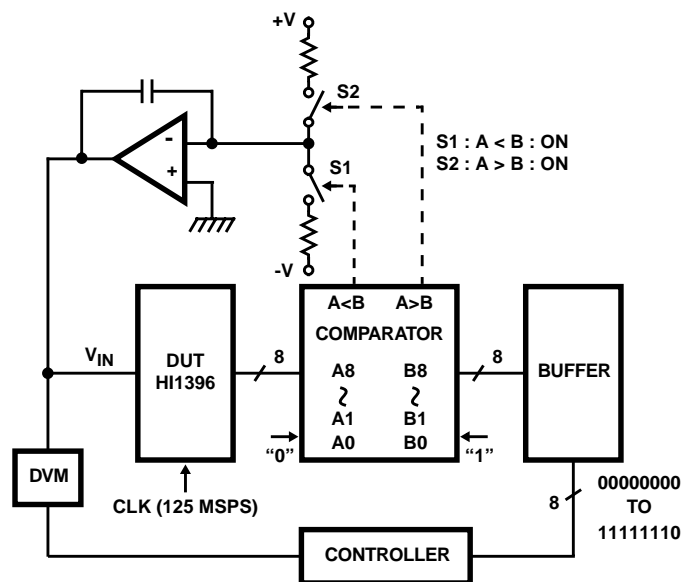 +V
S2
-
+
S1
S1 : A < B : ON
S2 : A > B : ON
-V
A<B A>B
COMPARATOR
VIN
DUT
HI1396
8
A8 B8
~ ~
A1 B1
A0 B0
8
BUFFER
"0"
"1"
DVM
CLK (125 MSPS)
8
00000000
TO
11111110
CONTROLLER